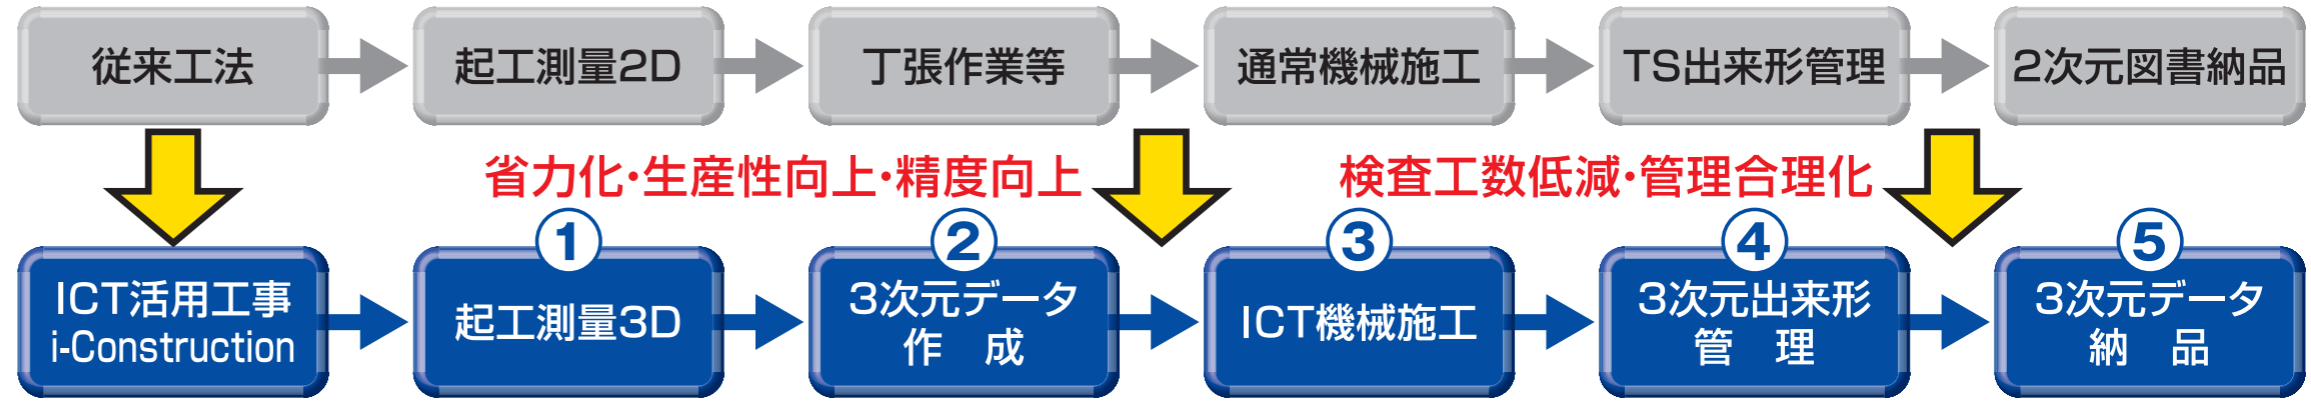 従来工法
起工測量2D
丁張作業等
通常機械施工
TS出来形管理
2次元図書納品
省力化・生産性向上・精度向上
検査工数低減・管理合理化
ICT活用工事
i-Construction
①
起工測量3D
②
3次元データ
作　成
③
ICT機械施工
④
3次元出来形
管　理
⑤
3次元データ
納　品